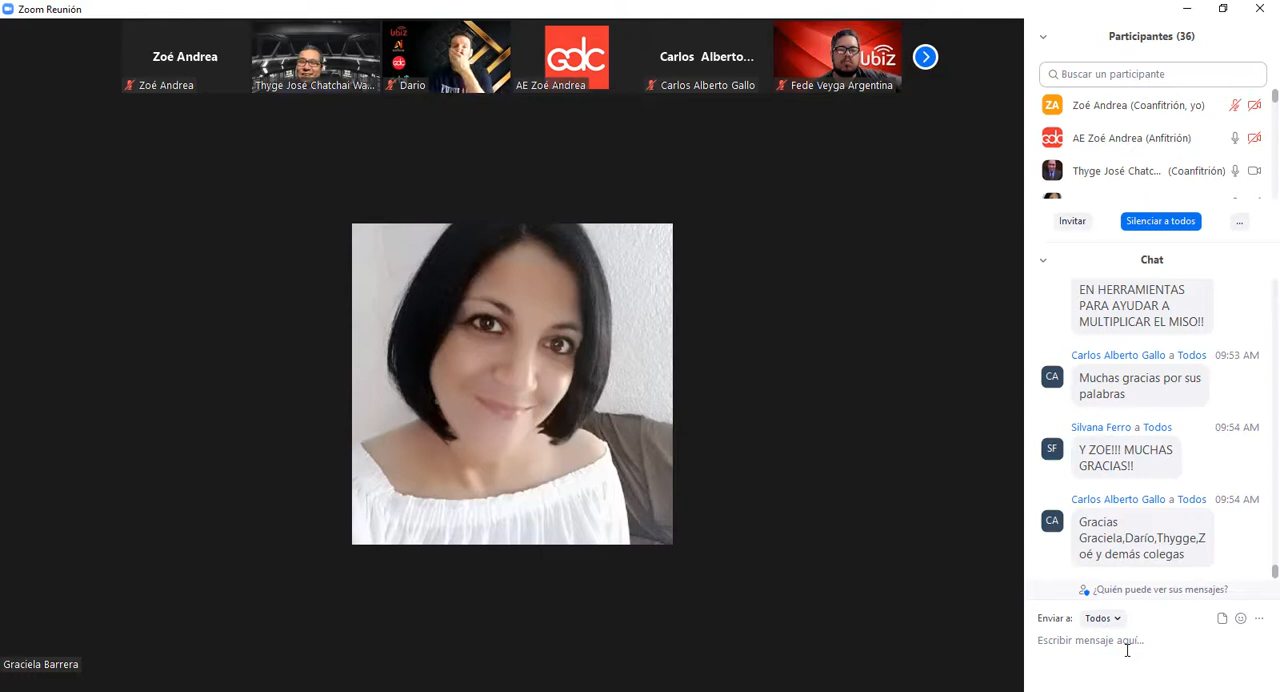 Zoom Reunión
Zoé Andrea
Zoé Andrea
Thyge José Chatchai Wa...
ubiz
GDC
Dario
GDC
AE Zoé Andrea
Carlos Alberto...
Carlos Alberto Gallo
ubiz
Fede Veyga Argentina
Graciela Barrera
Participantes (36)
Buscar un participante
ZA
Zoé Andrea (Coanfitrión, yo)
GDC
AE Zoé Andrea (Anfitrión)
Thyge José Chatc... (Coanfitrión)
Invitar
Silenciar a todos
...
Chat
EN HERRAMIENTAS
PARA AYUDAR A
MULTIPLICAR EL MISO!!
Carlos Alberto Gallo a Todos 09:53 AM
CA
Muchas gracias por sus
palabras
Silvana Ferro a Todos 09:54 AM
SF
Y ZOE!!! MUCHAS
GRACIAS!!
Carlos Alberto Gallo a Todos 09:54 AM
CA
Gracias
Graciela,Darío,Thygge,Z
oé y demás colegas
¿Quién puede ver sus mensajes?
Enviar a: Todos
Escribir mensaje aquí...